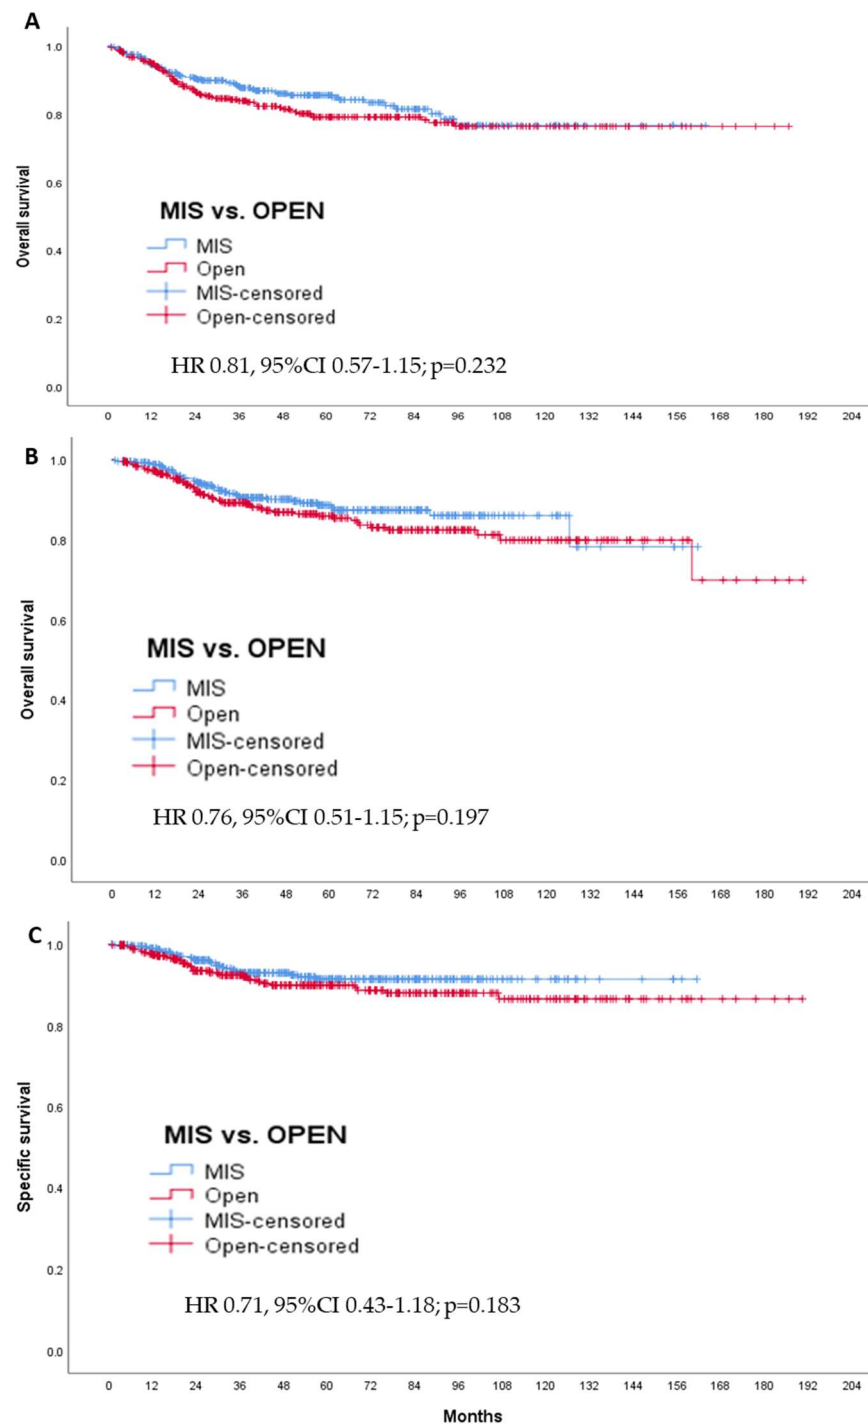 A
1.0
0.8
0.6
0.4
0.2
0.0
Overall survival
MIS vs. OPEN
MIS
Open
MIS-censored
Open-censored
HR 0.81, 95%CI 0.57-1.15; p=0.232
0 12 24 36 48 60 72 84 96 108 120 132 144 156 168 180 192 204
B
1.0
0.8
0.6
0.4
0.2
0.0
Overall survival
MIS vs. OPEN
MIS
Open
MIS-censored
Open-censored
HR 0.76, 95%CI 0.51-1.15; p=0.197
0 12 24 36 48 60 72 84 96 108 120 132 144 156 168 180 192 204
C
1.0
0.8
0.6
0.4
0.2
0.0
Specific survival
MIS vs. OPEN
MIS
Open
MIS-censored
Open-censored
HR 0.71, 95%CI 0.43-1.18; p=0.183
0 12 24 36 48 60 72 84 96 108 120 132 144 156 168 180 192 204
Months